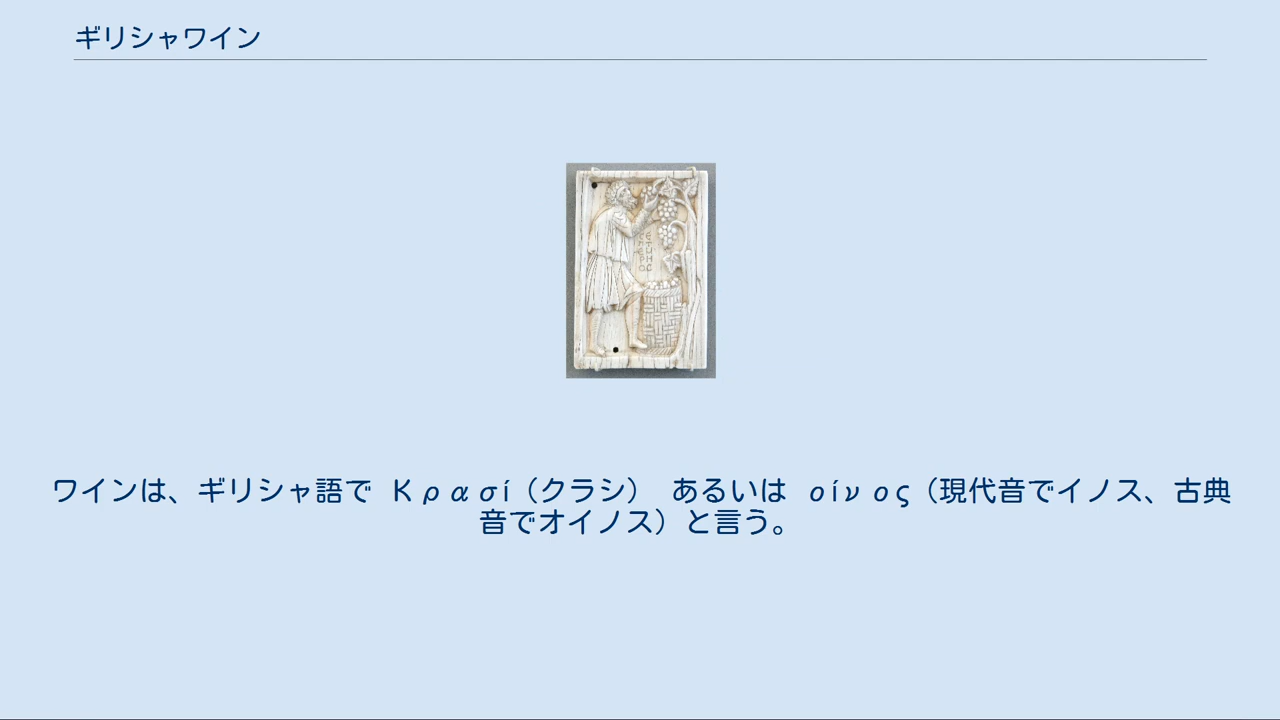 ギリシャワイン
ワインは、ギリシャ語で Κρασί（クラシ） あるいは οίνος（現代音でイノス、古典
音でオイノス）と言う。